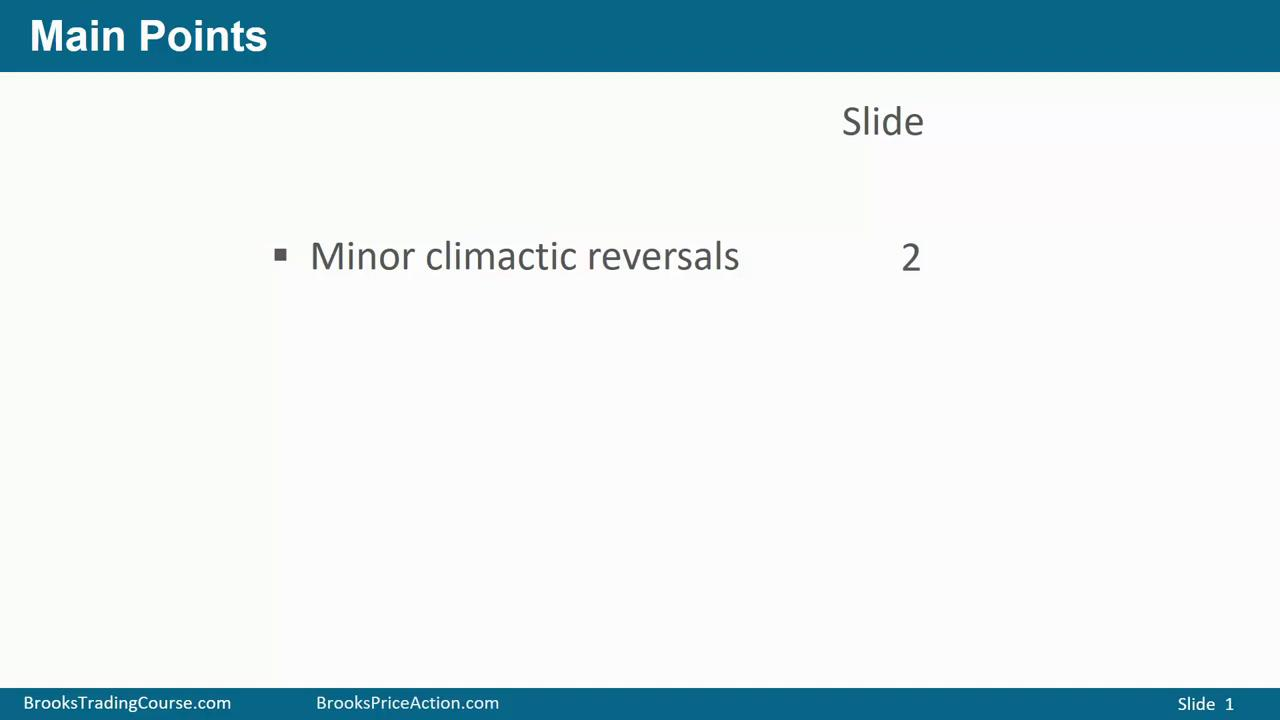 Main Points
Slide
▪ Minor climactic reversals 2
BrooksTradingCourse.com BrooksPriceAction.com Slide 1